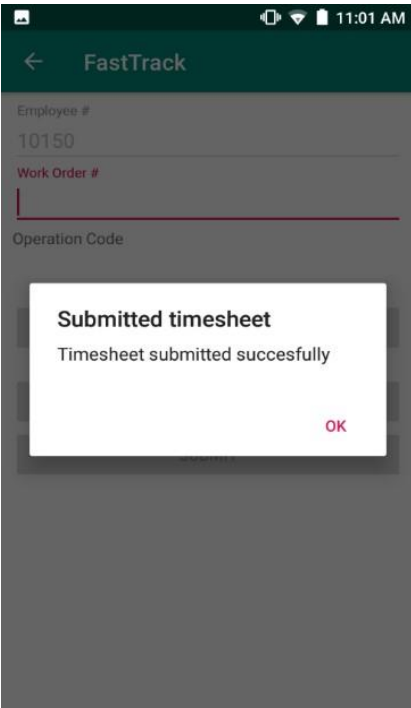 11:01 AM
FastTrack
Employee #
10150
Work Order #
Operation Code
Submitted timesheet
Timesheet submitted succesfully
OK